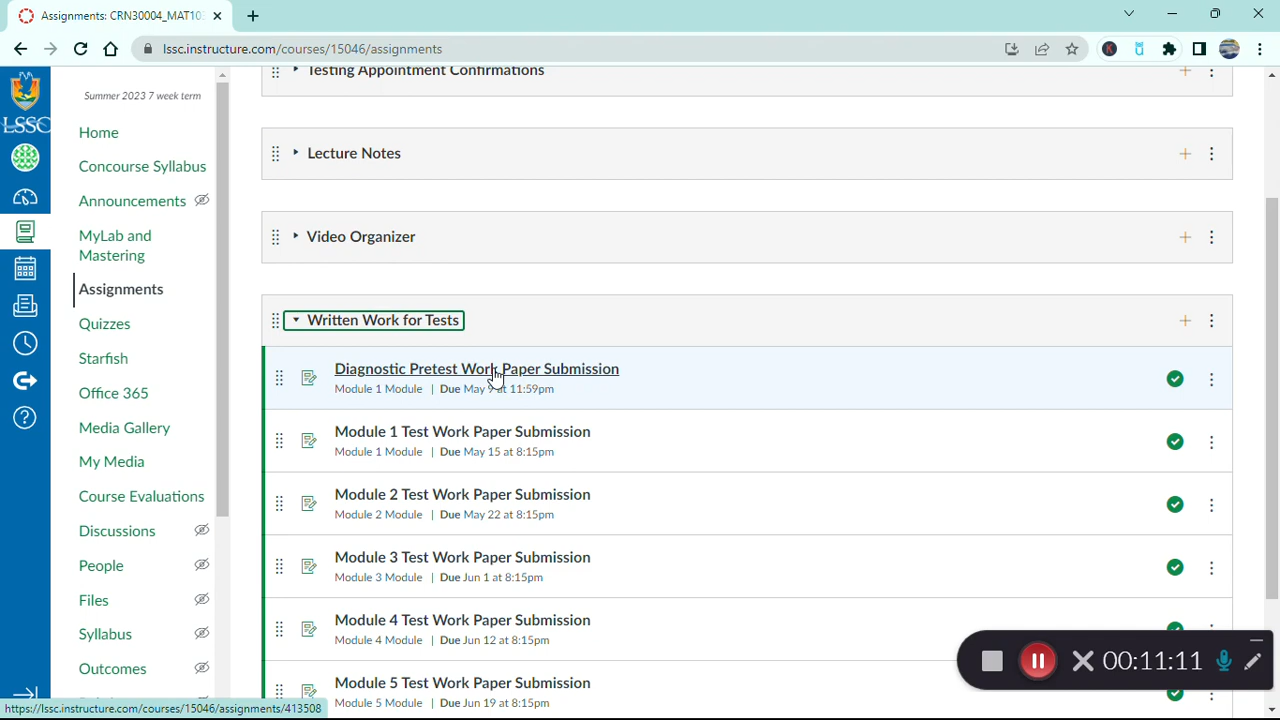 Assignments: CRN30004_MAT10
lssc.instructure.com/courses/15046/assignments
LSSC
Summer 2023 7 week term
Home
Concourse Syllabus
Announcements
MyLab and
Mastering
Assignments
Quizzes
Starfish
Office 365
Media Gallery
My Media
Course Evaluations
Discussions
People
Files
Syllabus
Outcomes
Testing Appointment Confirmations
Lecture Notes
Video Organizer
Written Work for Tests
Diagnostic Pretest Work Paper Submission
Module 1 Module | Due May 9 at 11:59pm
Module 1 Test Work Paper Submission
Module 1 Module | Due May 15 at 8:15pm
Module 2 Test Work Paper Submission
Module 2 Module | Due May 22 at 8:15pm
Module 3 Test Work Paper Submission
Module 3 Module | Due Jun 1 at 8:15pm
Module 4 Test Work Paper Submission
Module 4 Module | Due Jun 12 at 8:15pm
Module 5 Test Work Paper Submission
Module 5 Module | Due Jun 19 at 8:15pm
00:11:11
https://lssc.instructure.com/courses/15046/assignments/413508